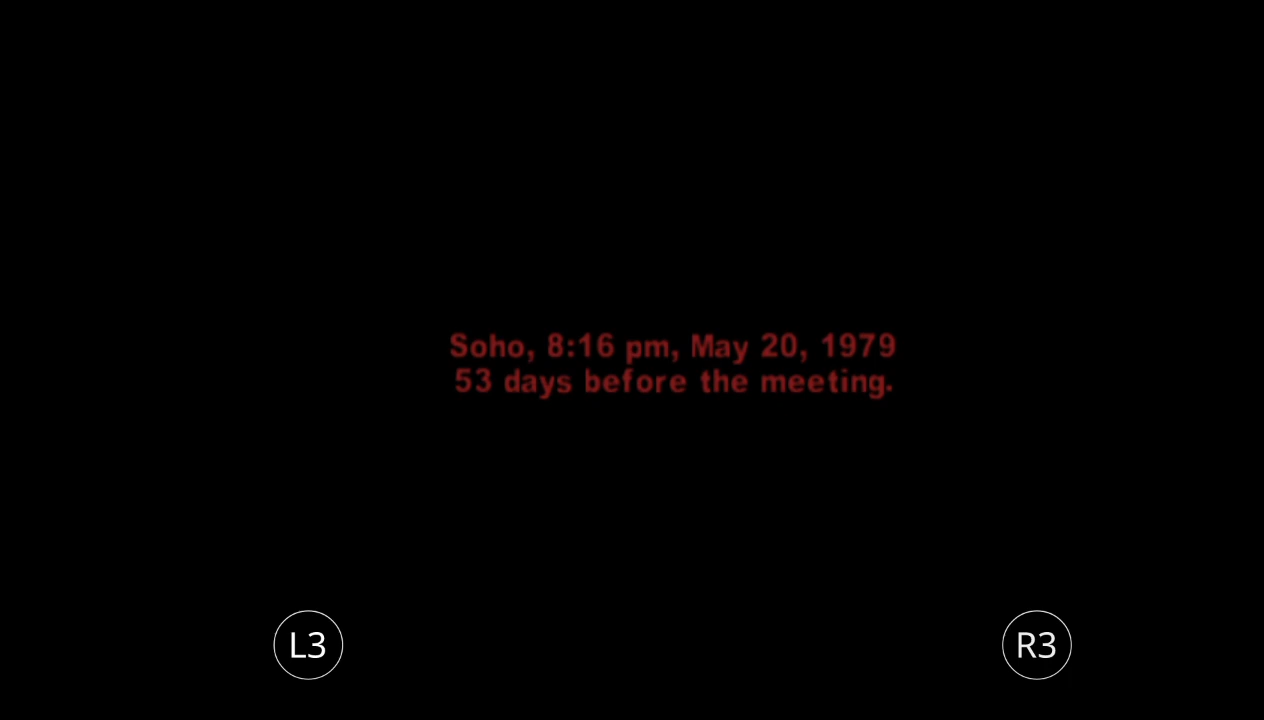 Soho, 8:16 pm, May 20, 1979
53 days before the meeting.
L3
R3